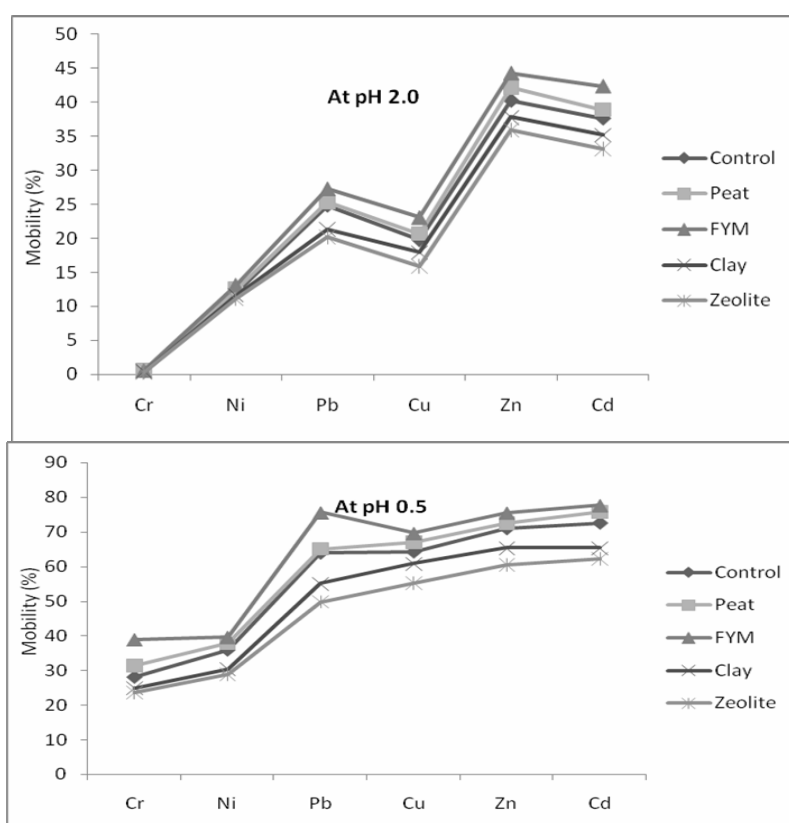 50
45
40
35
30
25
20
15
10
5
0
Mobility (%)
At pH 2.0
Cr Ni Pb Cu Zn Cd
Control
Peat
FYM
Clay
Zeolite
90
80
70
60
50
40
30
20
10
0
Mobility (%)
At pH 0.5
Cr Ni Pb Cu Zn Cd
Control
Peat
FYM
Clay
Zeolite